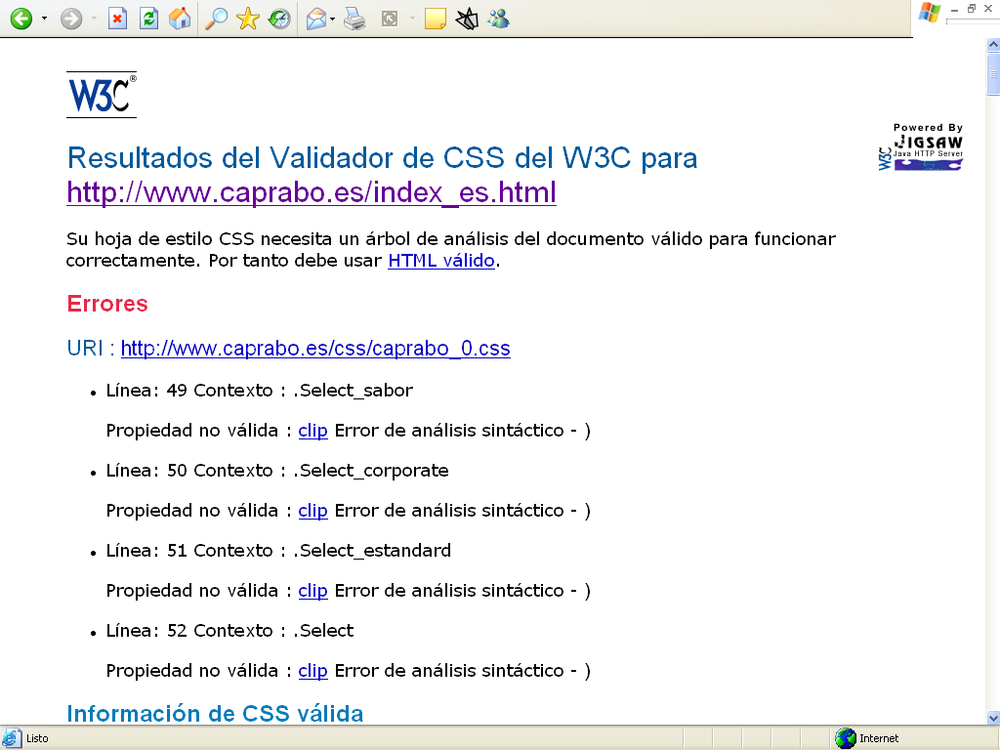 W3C®
Powered By
W3C JIGSAW
Java HTTP Server
Resultados del Validador de CSS del W3C para
http://www.caprabo.es/index_es.html
Su hoja de estilo CSS necesita un árbol de análisis del documento válido para funcionar
correctamente. Por tanto debe usar HTML válido.
Errores
URI : http://www.caprabo.es/css/caprabo_0.css
• Línea: 49 Contexto : .Select_sabor
Propiedad no válida : clip Error de análisis sintáctico - )
• Línea: 50 Contexto : .Select_corporate
Propiedad no válida : clip Error de análisis sintáctico - )
• Línea: 51 Contexto : .Select_estandard
Propiedad no válida : clip Error de análisis sintáctico - )
• Línea: 52 Contexto : .Select
Propiedad no válida : clip Error de análisis sintáctico - )
Información de CSS válida
Listo
Internet